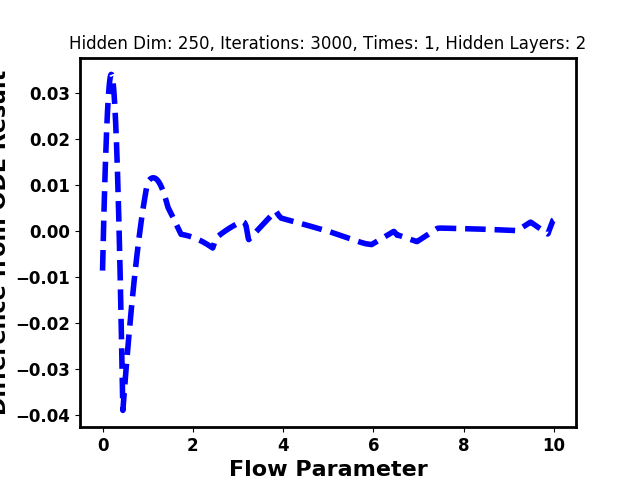 Hidden Dim: 250, Iterations: 3000, Times: 1, Hidden Layers: 2
Difference from ODE Result
0.03
0.02
0.01
0.00
−0.01
−0.02
−0.03
−0.04
0 2 4 6 8 10
Flow Parameter